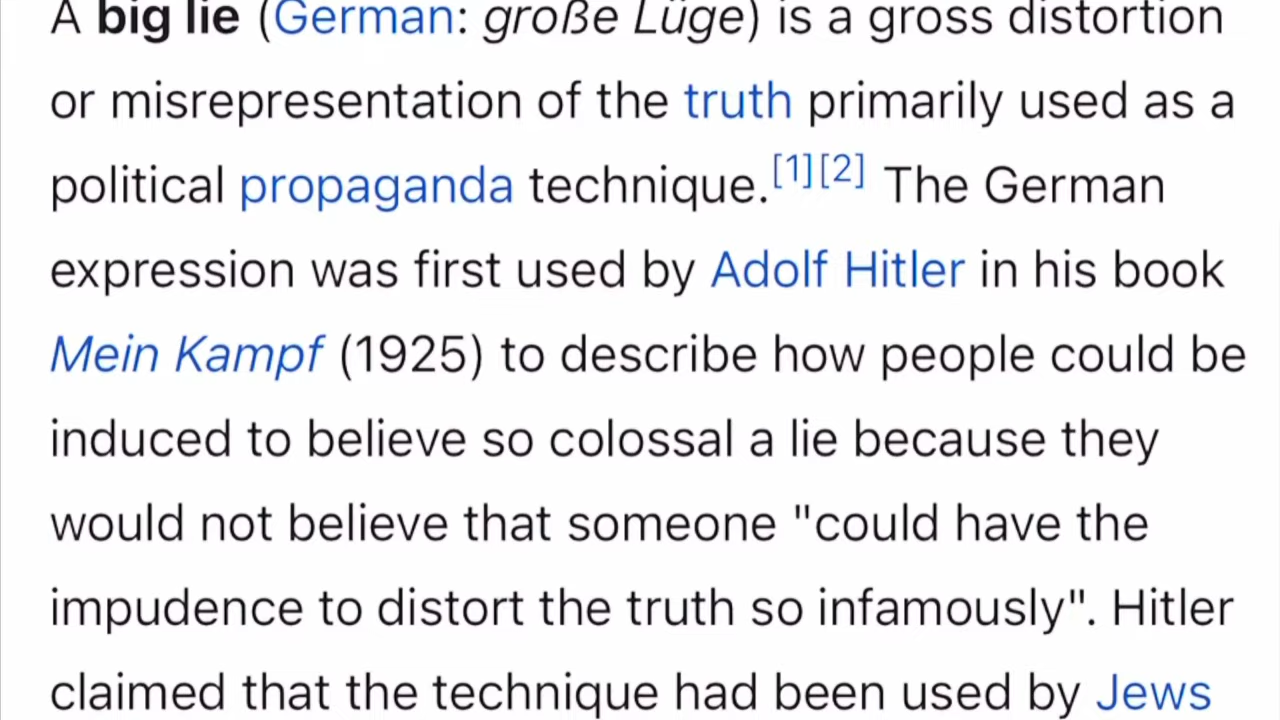 A big lie (German: große Lüge) is a gross distortion
or misrepresentation of the truth primarily used as a
political propaganda technique.[1][2] The German
expression was first used by Adolf Hitler in his book
Mein Kampf (1925) to describe how people could be
induced to believe so colossal a lie because they
would not believe that someone "could have the
impudence to distort the truth so infamously". Hitler
claimed that the technique had been used by Jews